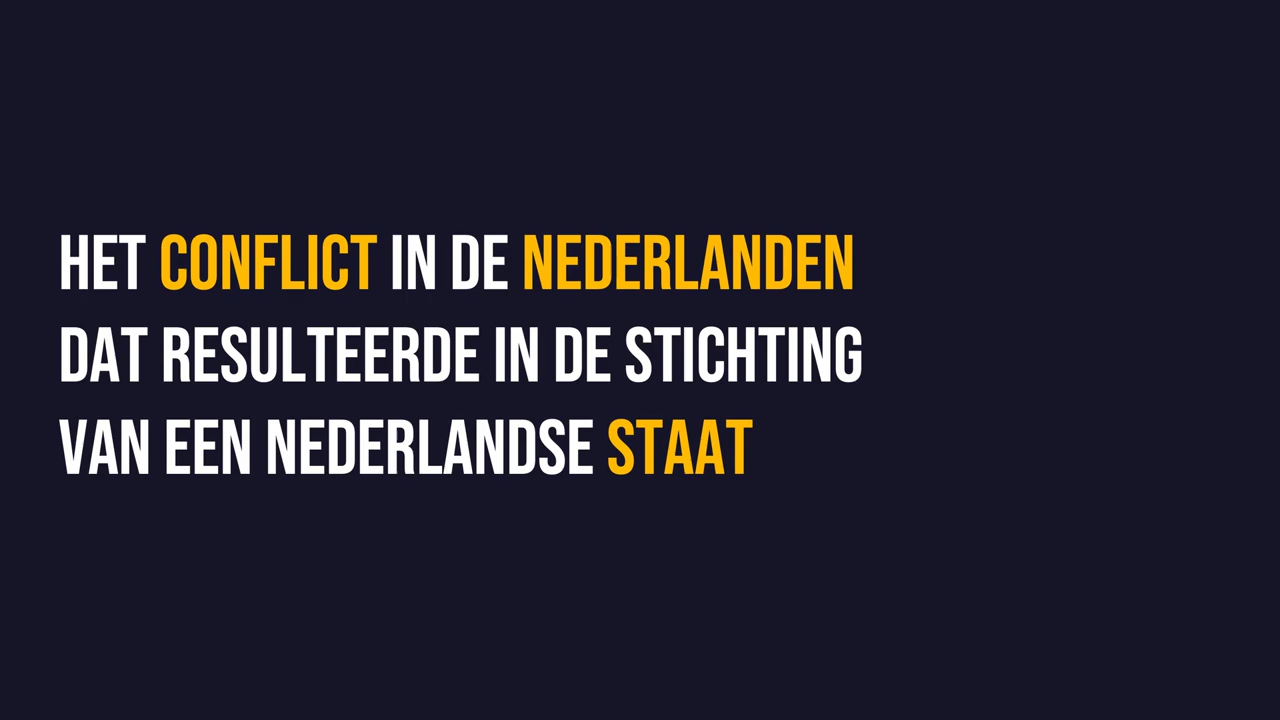 HET CONFLICT IN DE NEDERLANDEN
DAT RESULTEERDE IN DE STICHTING
VAN EEN NEDERLANDSE STAAT